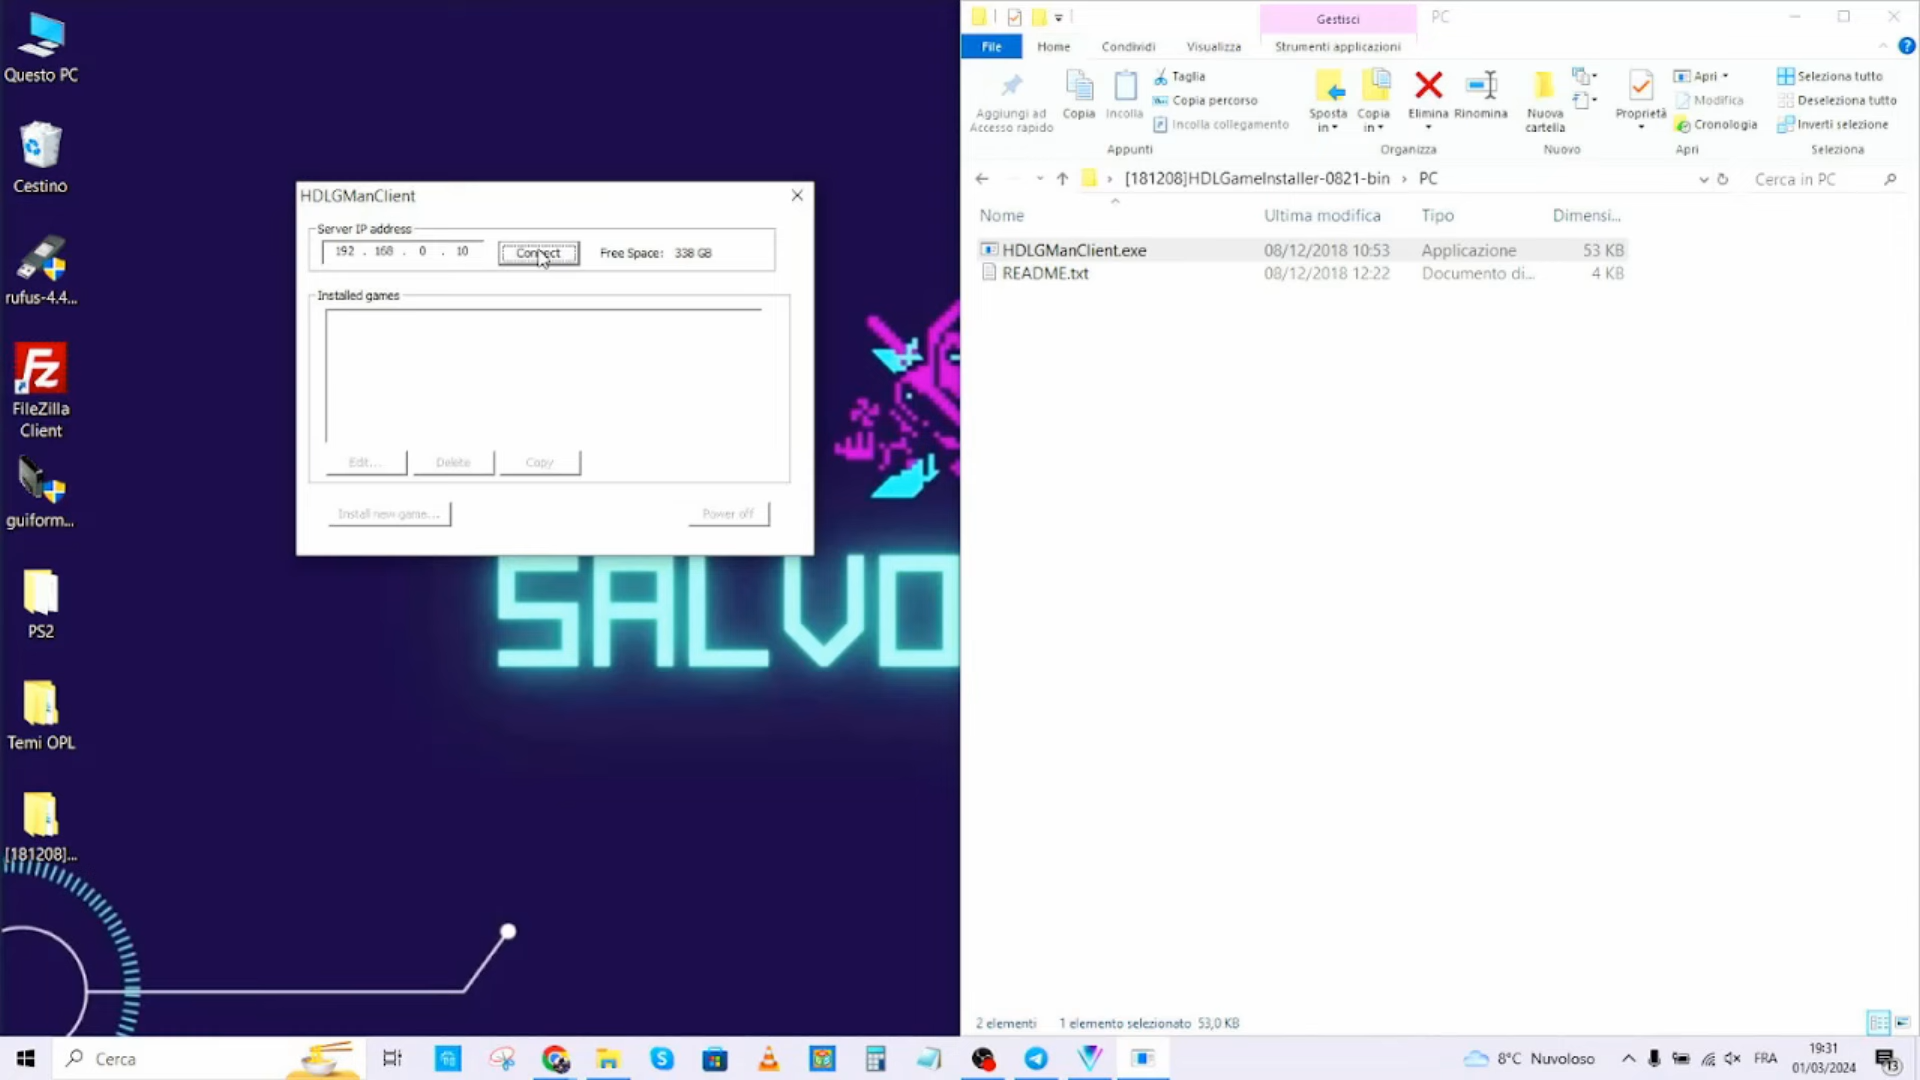 Questo PC
Cestino
rufus-4.4...
FileZilla
Client
guiform...
PS2
Temi OPL
[181208]...
HDLGManClient
Server IP address
192 . 168 . 0 . 10
Connect
Free Space: 338 GB
Installed games
Edit...
Delete
Copy
Install new game...
Power off
SALVO
Gestisci
PC
File
Home
Condividi
Visualizza
Strumenti applicazioni
Aggiungi ad
Accesso rapido
Copia
Incolla
Taglia
Copia percorso
Incolla collegamento
Appunti
Sposta
in
Copia
in
Elimina
Rinomina
Organizza
Nuova
cartella
Nuovo
Proprietà
Apri
Modifica
Cronologia
Apri
Seleziona tutto
Deseleziona tutto
Inverti selezione
Seleziona
[181208]HDLGameInstaller-0821-bin > PC
Cerca in PC
Nome
Ultima modifica
Tipo
Dimensi...
HDLGManClient.exe
08/12/2018 10:53
Applicazione
53 KB
README.txt
08/12/2018 12:22
Documento di...
4 KB
2 elementi
1 elemento selezionato 53,0 KB
Cerca
8°C Nuvoloso
FRA
19:31
01/03/2024
13